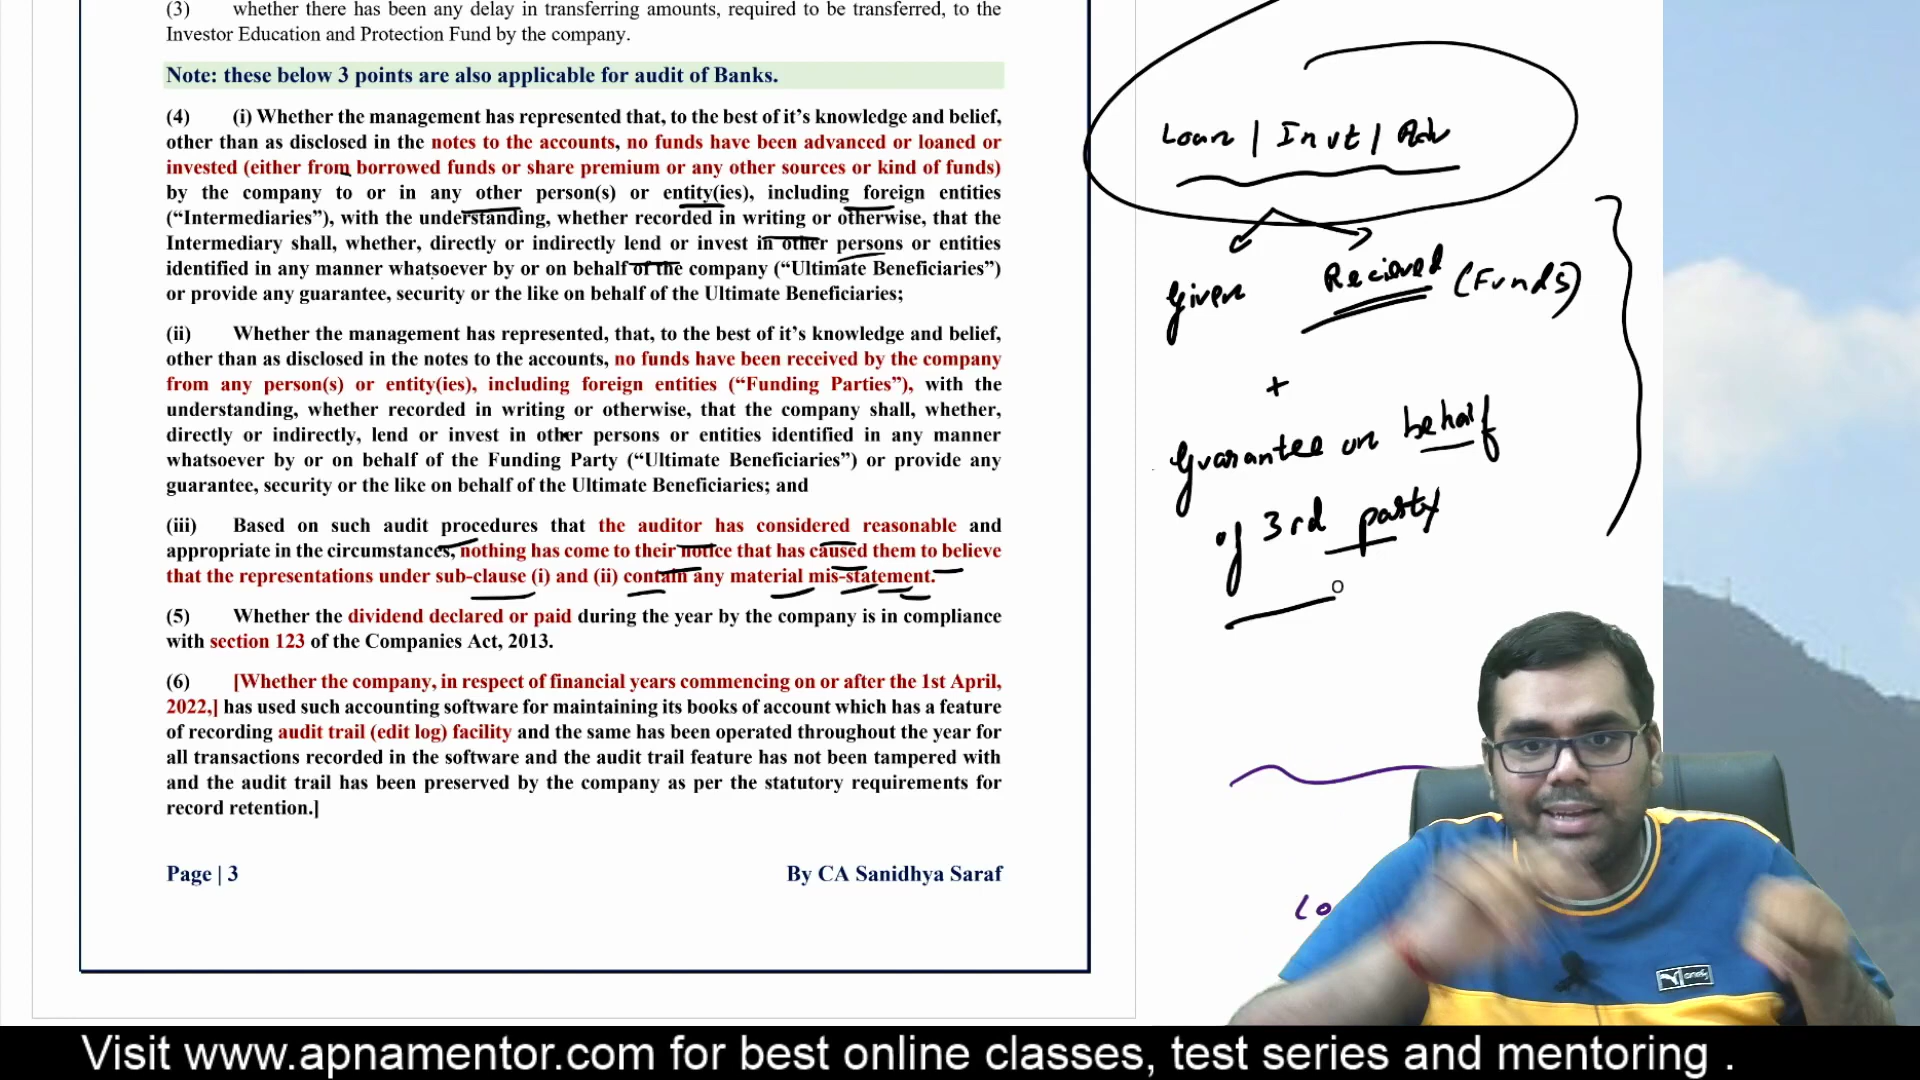 (3) whether there has been any delay in transferring amounts, required to be transferred, to the
Investor Education and Protection Fund by the company.
Note: these below 3 points are also applicable for audit of Banks.
(4) (i) Whether the management has represented that, to the best of it's knowledge and belief,
other than as disclosed in the notes to the accounts, no funds have been advanced or loaned or
invested (either from borrowed funds or share premium or any other sources or kind of funds)
by the company to or in any other person(s) or entity(ies), including foreign entities
("Intermediaries"), with the understanding, whether recorded in writing or otherwise, that the
Intermediary shall, whether, directly or indirectly lend or invest in other persons or entities
identified in any manner whatsoever by or on behalf of the company ("Ultimate Beneficiaries")
or provide any guarantee, security or the like on behalf of the Ultimate Beneficiaries;
(ii) Whether the management has represented, that, to the best of it's knowledge and belief,
other than as disclosed in the notes to the accounts, no funds have been received by the company
from any person(s) or entity(ies), including foreign entities ("Funding Parties"), with the
understanding, whether recorded in writing or otherwise, that the company shall, whether,
directly or indirectly, lend or invest in other persons or entities identified in any manner
whatsoever by or on behalf of the Funding Party ("Ultimate Beneficiaries") or provide any
guarantee, security or the like on behalf of the Ultimate Beneficiaries; and
(iii) Based on such audit procedures that the auditor has considered reasonable and
appropriate in the circumstances, nothing has come to their notice that has caused them to believe
that the representations under sub-clause (i) and (ii) contain any material mis-statement.
(5) Whether the dividend declared or paid during the year by the company is in compliance
with section 123 of the Companies Act, 2013.
(6) [Whether the company, in respect of financial years commencing on or after the 1st April,
2022,] has used such accounting software for maintaining its books of account which has a feature
of recording audit trail (edit log) facility and the same has been operated throughout the year for
all transactions recorded in the software and the audit trail feature has not been tampered with
and the audit trail has been preserved by the company as per the statutory requirements for
record retention.]
Page | 3 By CA Sanidhya Saraf
Loan | Invt | Adv
Given Recieved (Funds)
+
Guarantee on behalf
of 3rd party
Lo
Visit www.apnamentor.com for best online classes, test series and mentoring .